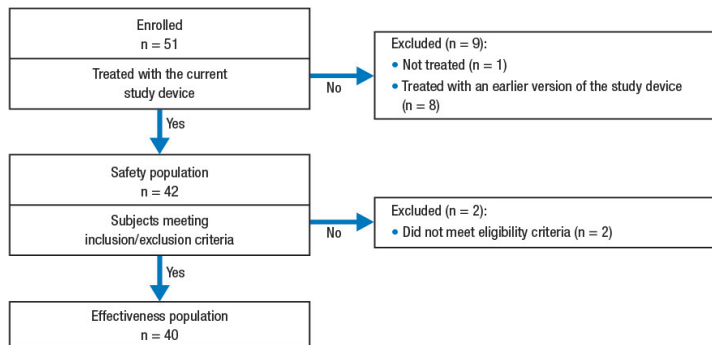 Enrolled
n = 51
Treated with the current
study device
No
Excluded (n = 9):
• Not treated (n = 1)
• Treated with an earlier version of the study device
(n = 8)
Yes
Safety population
n = 42
Subjects meeting
inclusion/exclusion criteria
No
Excluded (n = 2):
• Did not meet eligibility criteria (n = 2)
Yes
Effectiveness population
n = 40